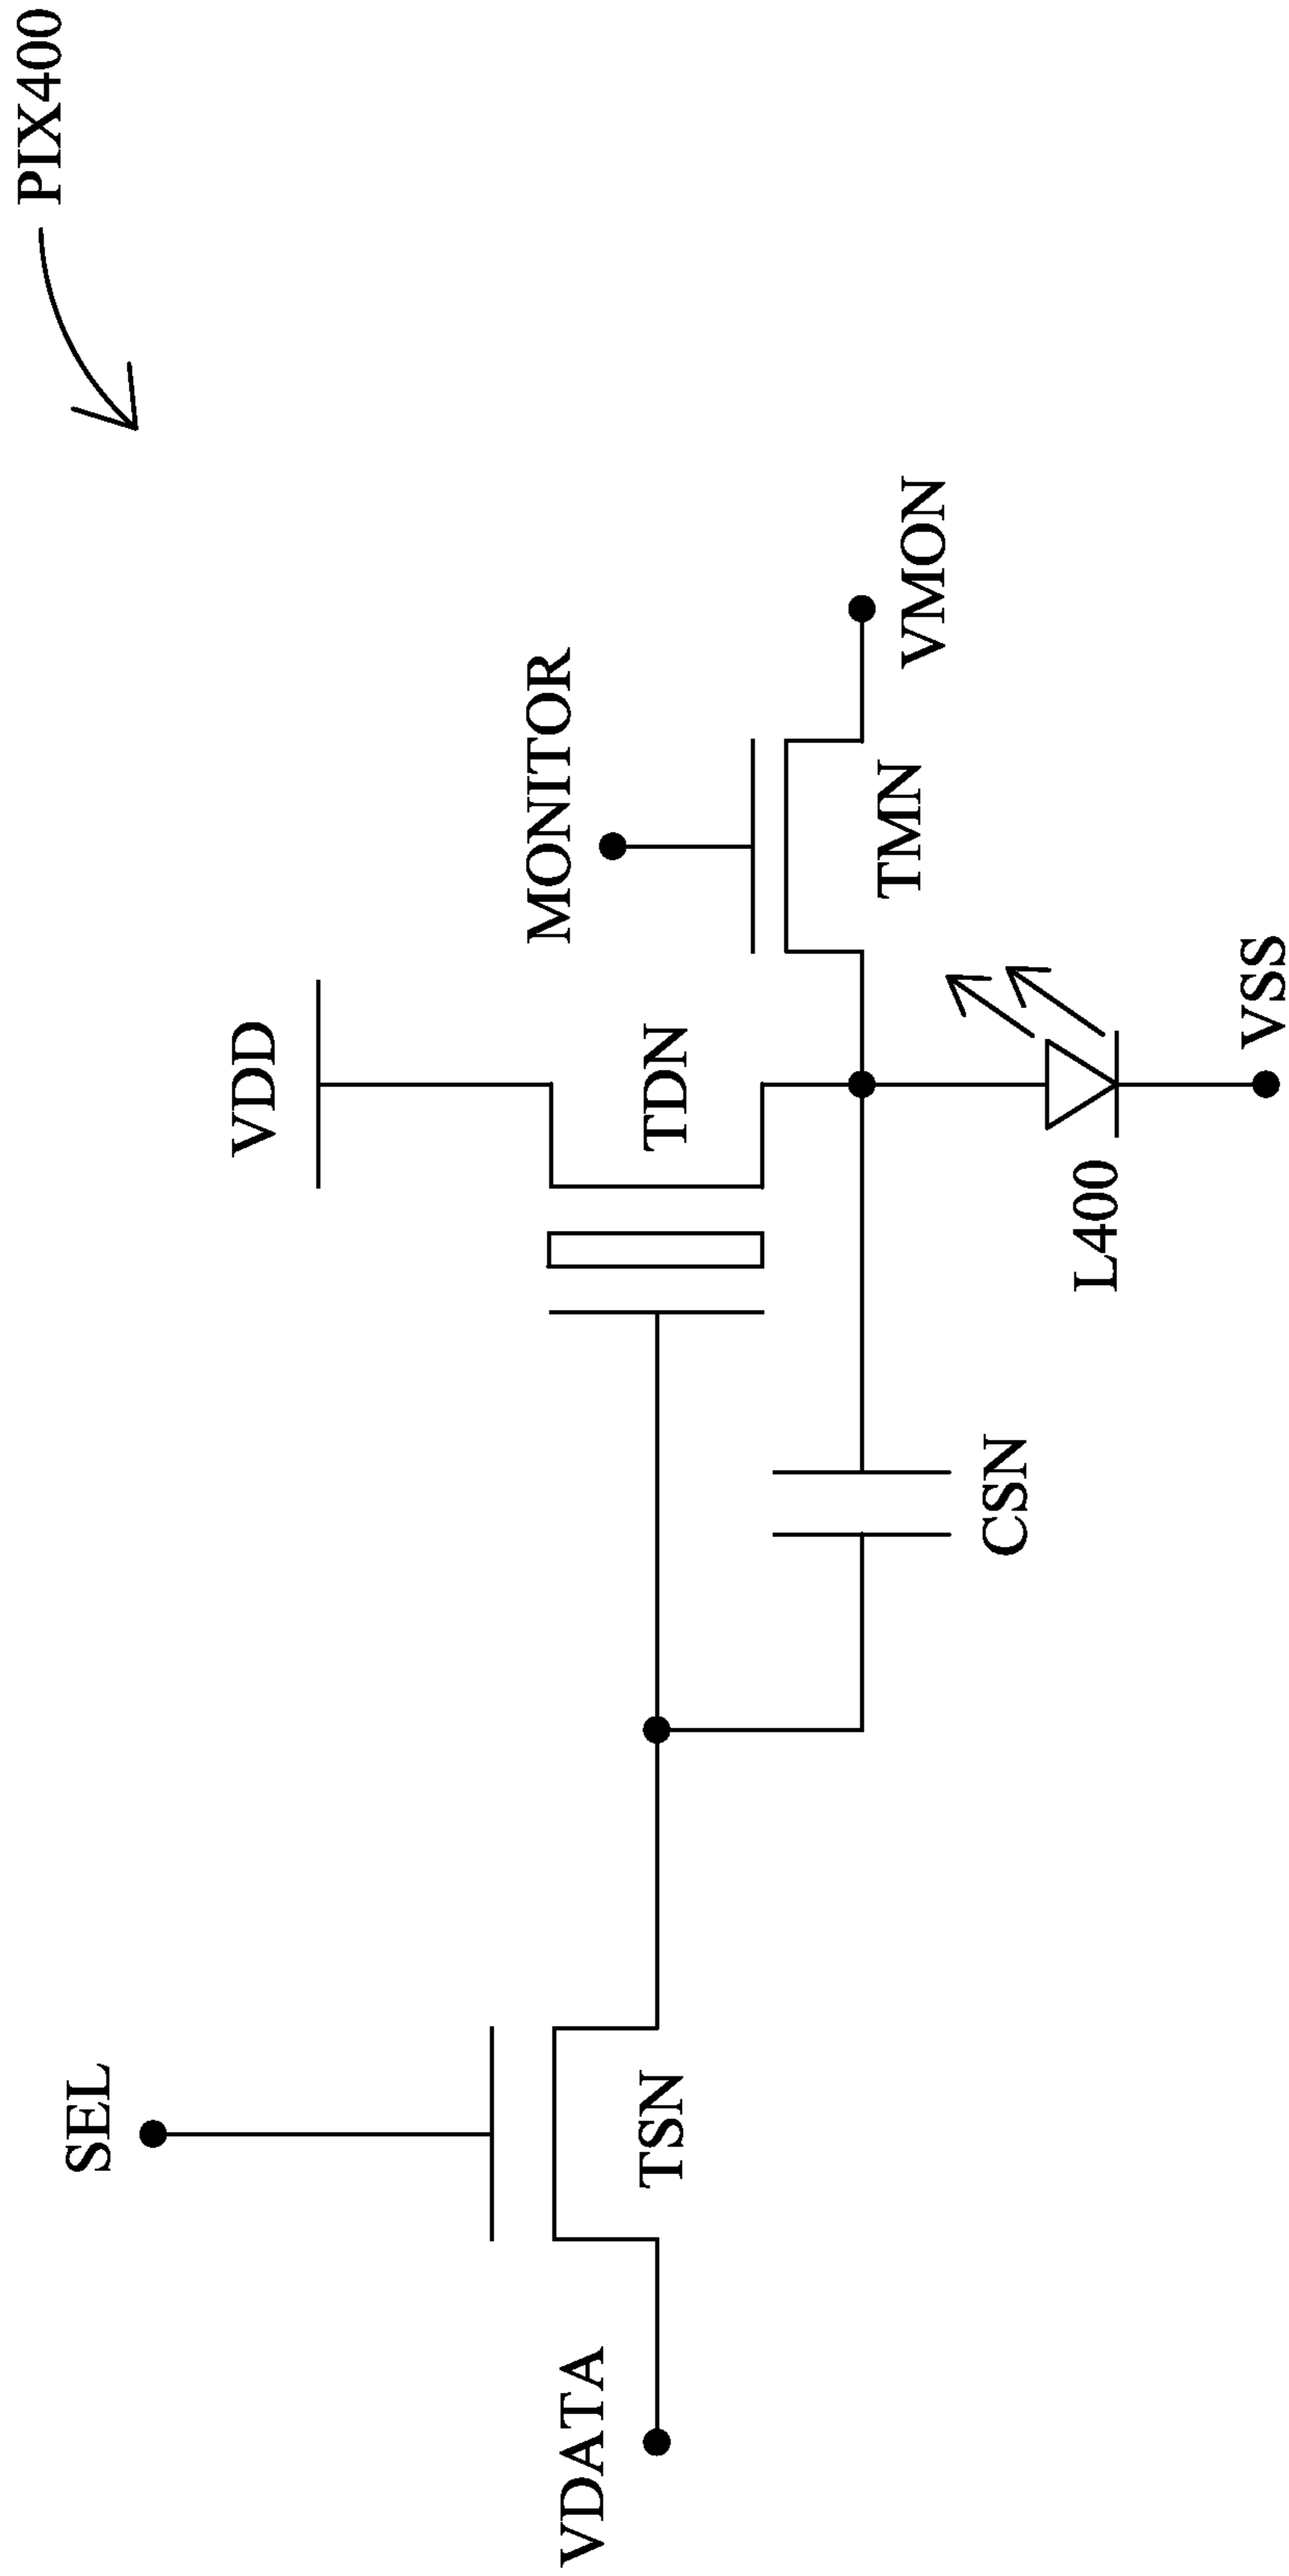 PIX400
SEL
VDD
MONITOR
VDATA
TSN
TDN
TMN
VMON
CSN
L400
VSS